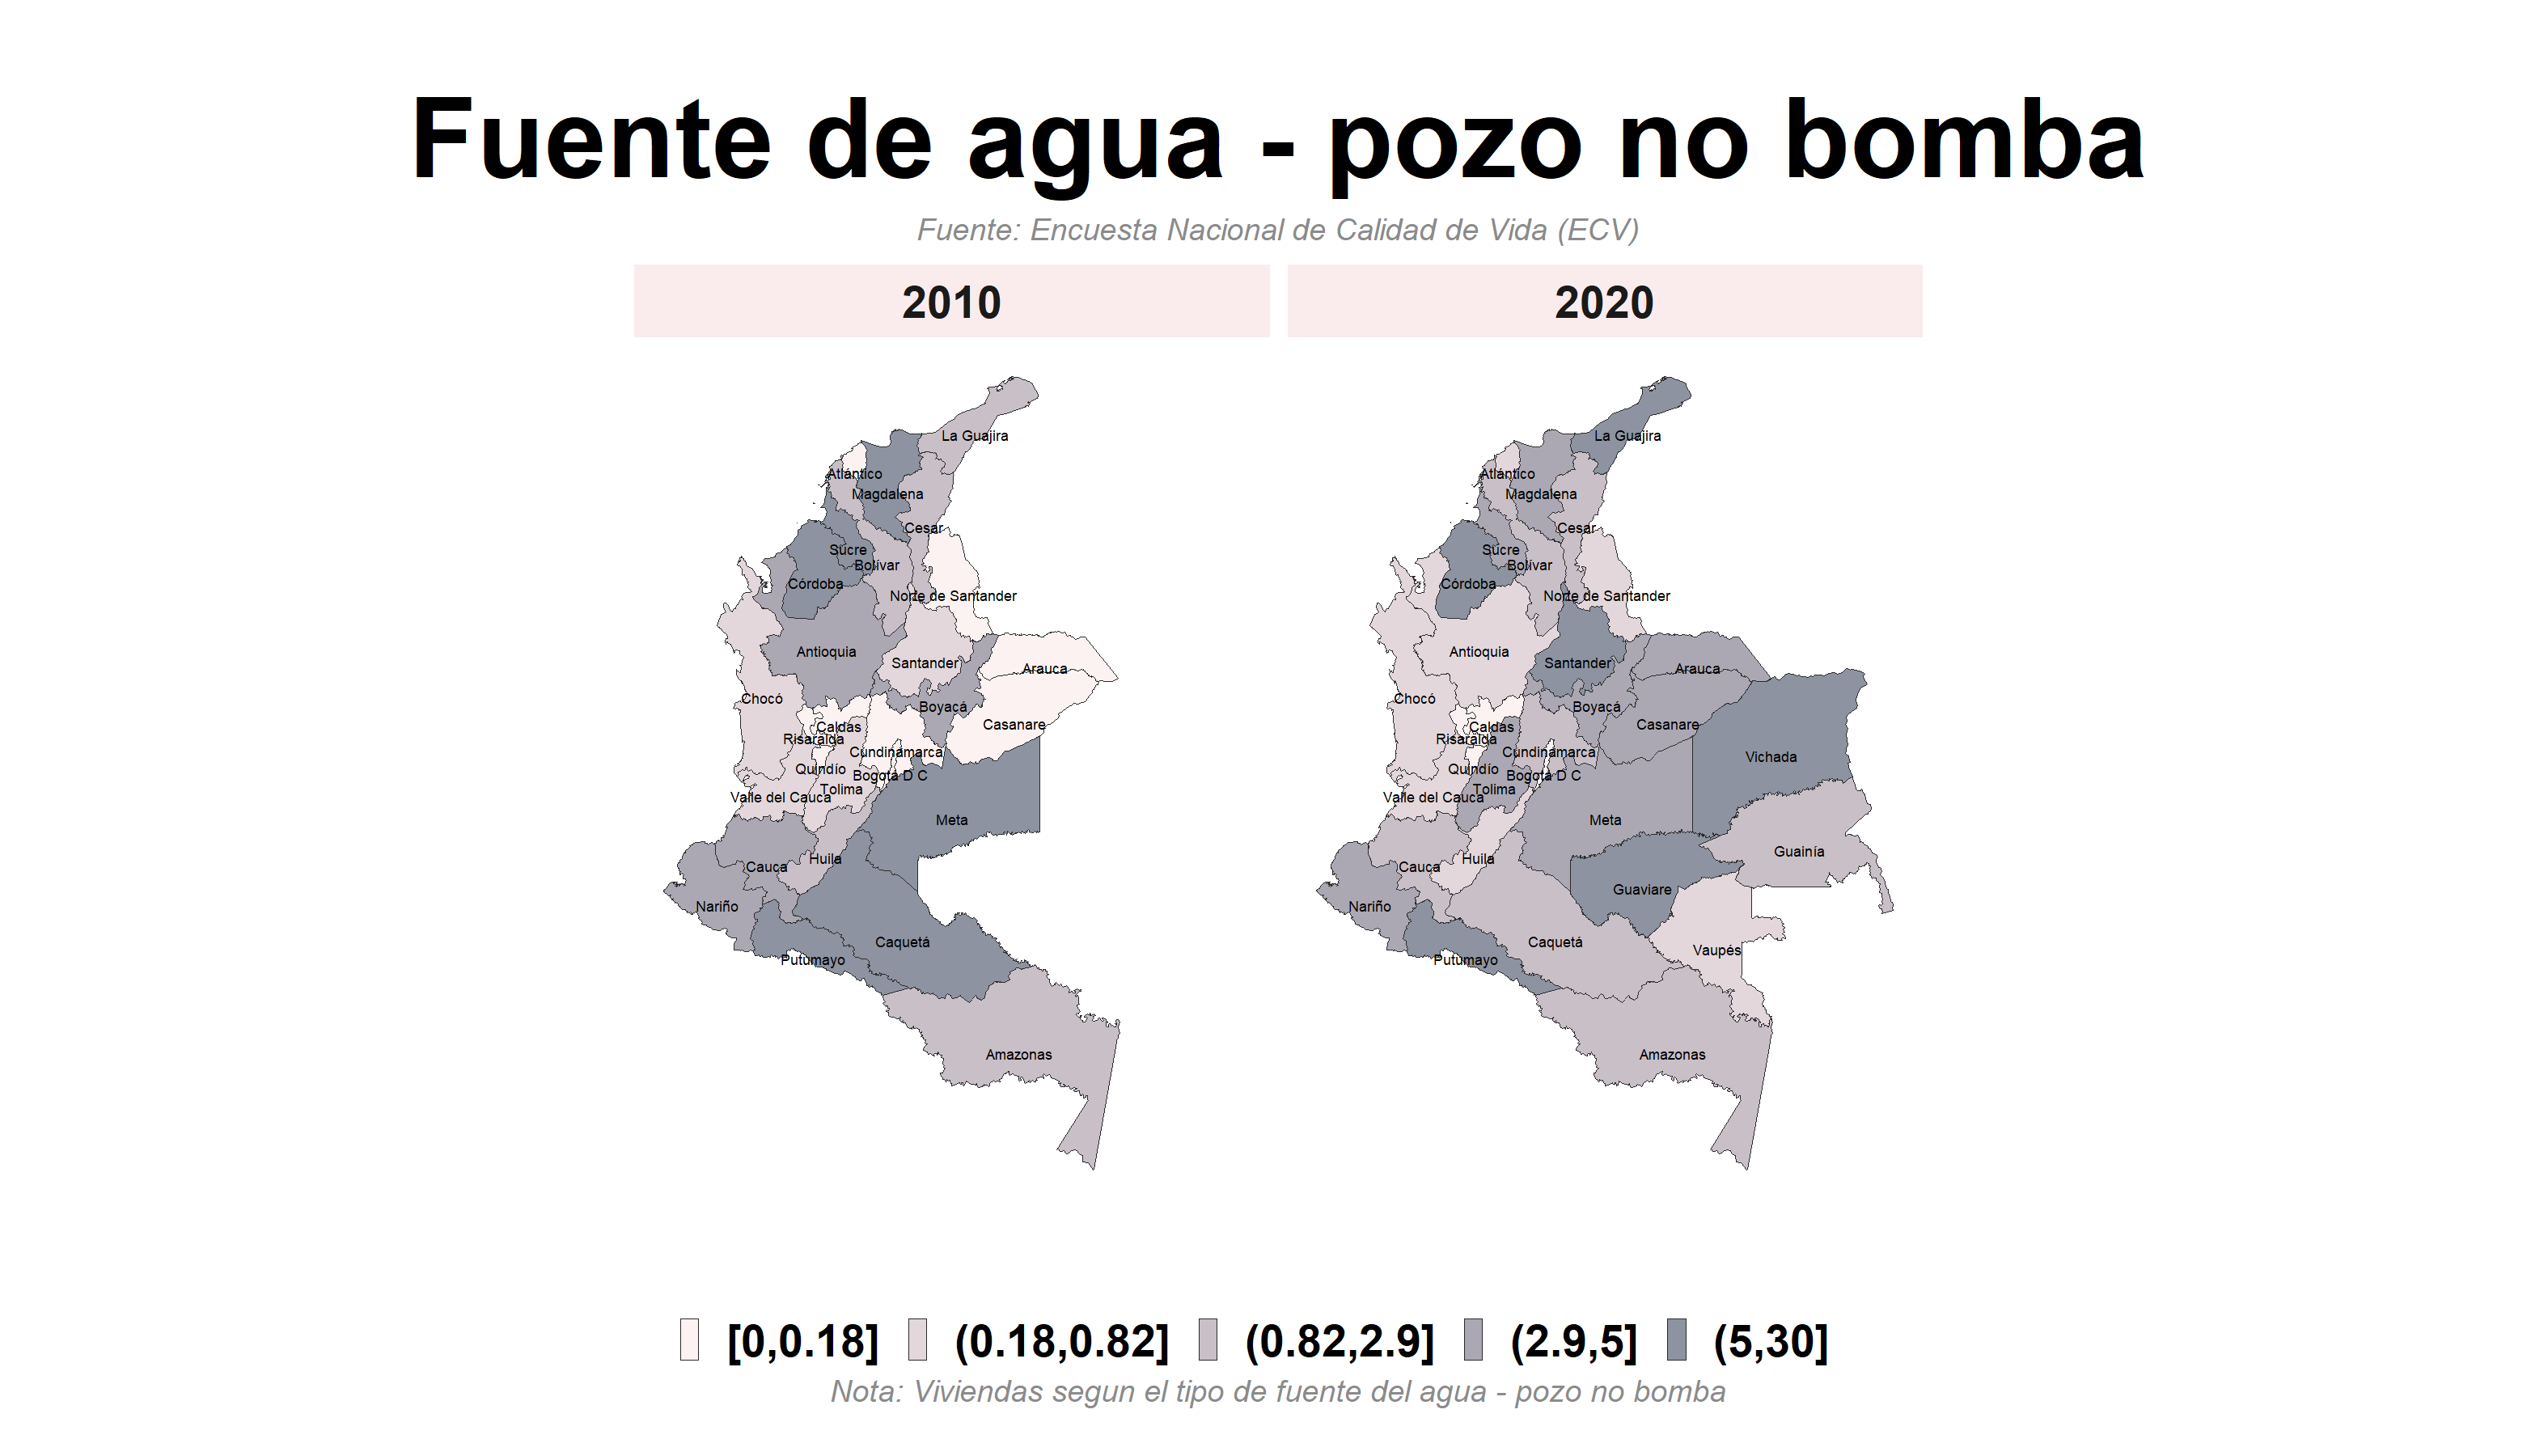 Fuente de agua - pozo no bomba
Fuente: Encuesta Nacional de Calidad de Vida (ECV)
2010
2020
La Guajira
Atlántico
Magdalena
Cesar
Sucre
Bolívar
Córdoba
Norte de Santander
Antioquia
Santander
Arauca
Chocó
Boyacá
Casanare
Caldas
Risaralda
Cundinamarca
Quindío
Bogotá D C
Tolima
Valle del Cauca
Meta
Huila
Cauca
Nariño
Caquetá
Putumayo
Amazonas
La Guajira
Atlántico
Magdalena
Cesar
Sucre
Bolívar
Córdoba
Norte de Santander
Antioquia
Santander
Arauca
Chocó
Boyacá
Casanare
Caldas
Risaralda
Cundinamarca
Vichada
Quindío
Bogotá D C
Tolima
Valle del Cauca
Meta
Guainía
Huila
Cauca
Guaviare
Nariño
Caquetá
Vaupés
Putumayo
Amazonas
[0,0.18] (0.18,0.82] (0.82,2.9] (2.9,5] (5,30]
Nota: Viviendas segun el tipo de fuente del agua - pozo no bomba